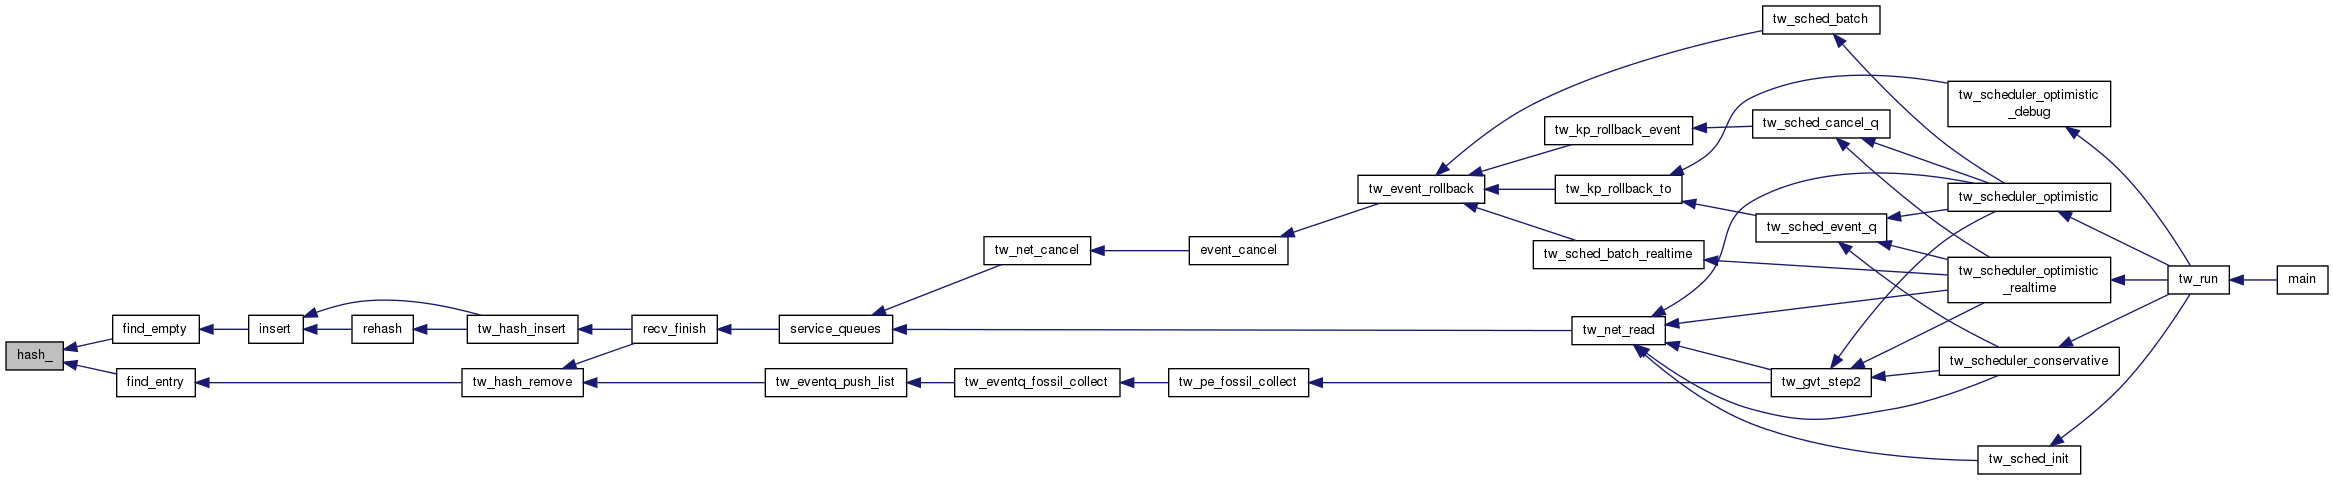 hash_
find_empty
find_entry
insert
rehash
tw_hash_insert
tw_hash_remove
recv_finish
service_queues
tw_eventq_push_list
tw_net_cancel
tw_eventq_fossil_collect
event_cancel
tw_pe_fossil_collect
tw_event_rollback
tw_kp_rollback_event
tw_kp_rollback_to
tw_sched_batch_realtime
tw_net_read
tw_sched_batch
tw_sched_cancel_q
tw_sched_event_q
tw_gvt_step2
tw_scheduler_optimistic
_debug
tw_scheduler_optimistic
tw_scheduler_optimistic
_realtime
tw_scheduler_conservative
tw_sched_init
tw_run
main